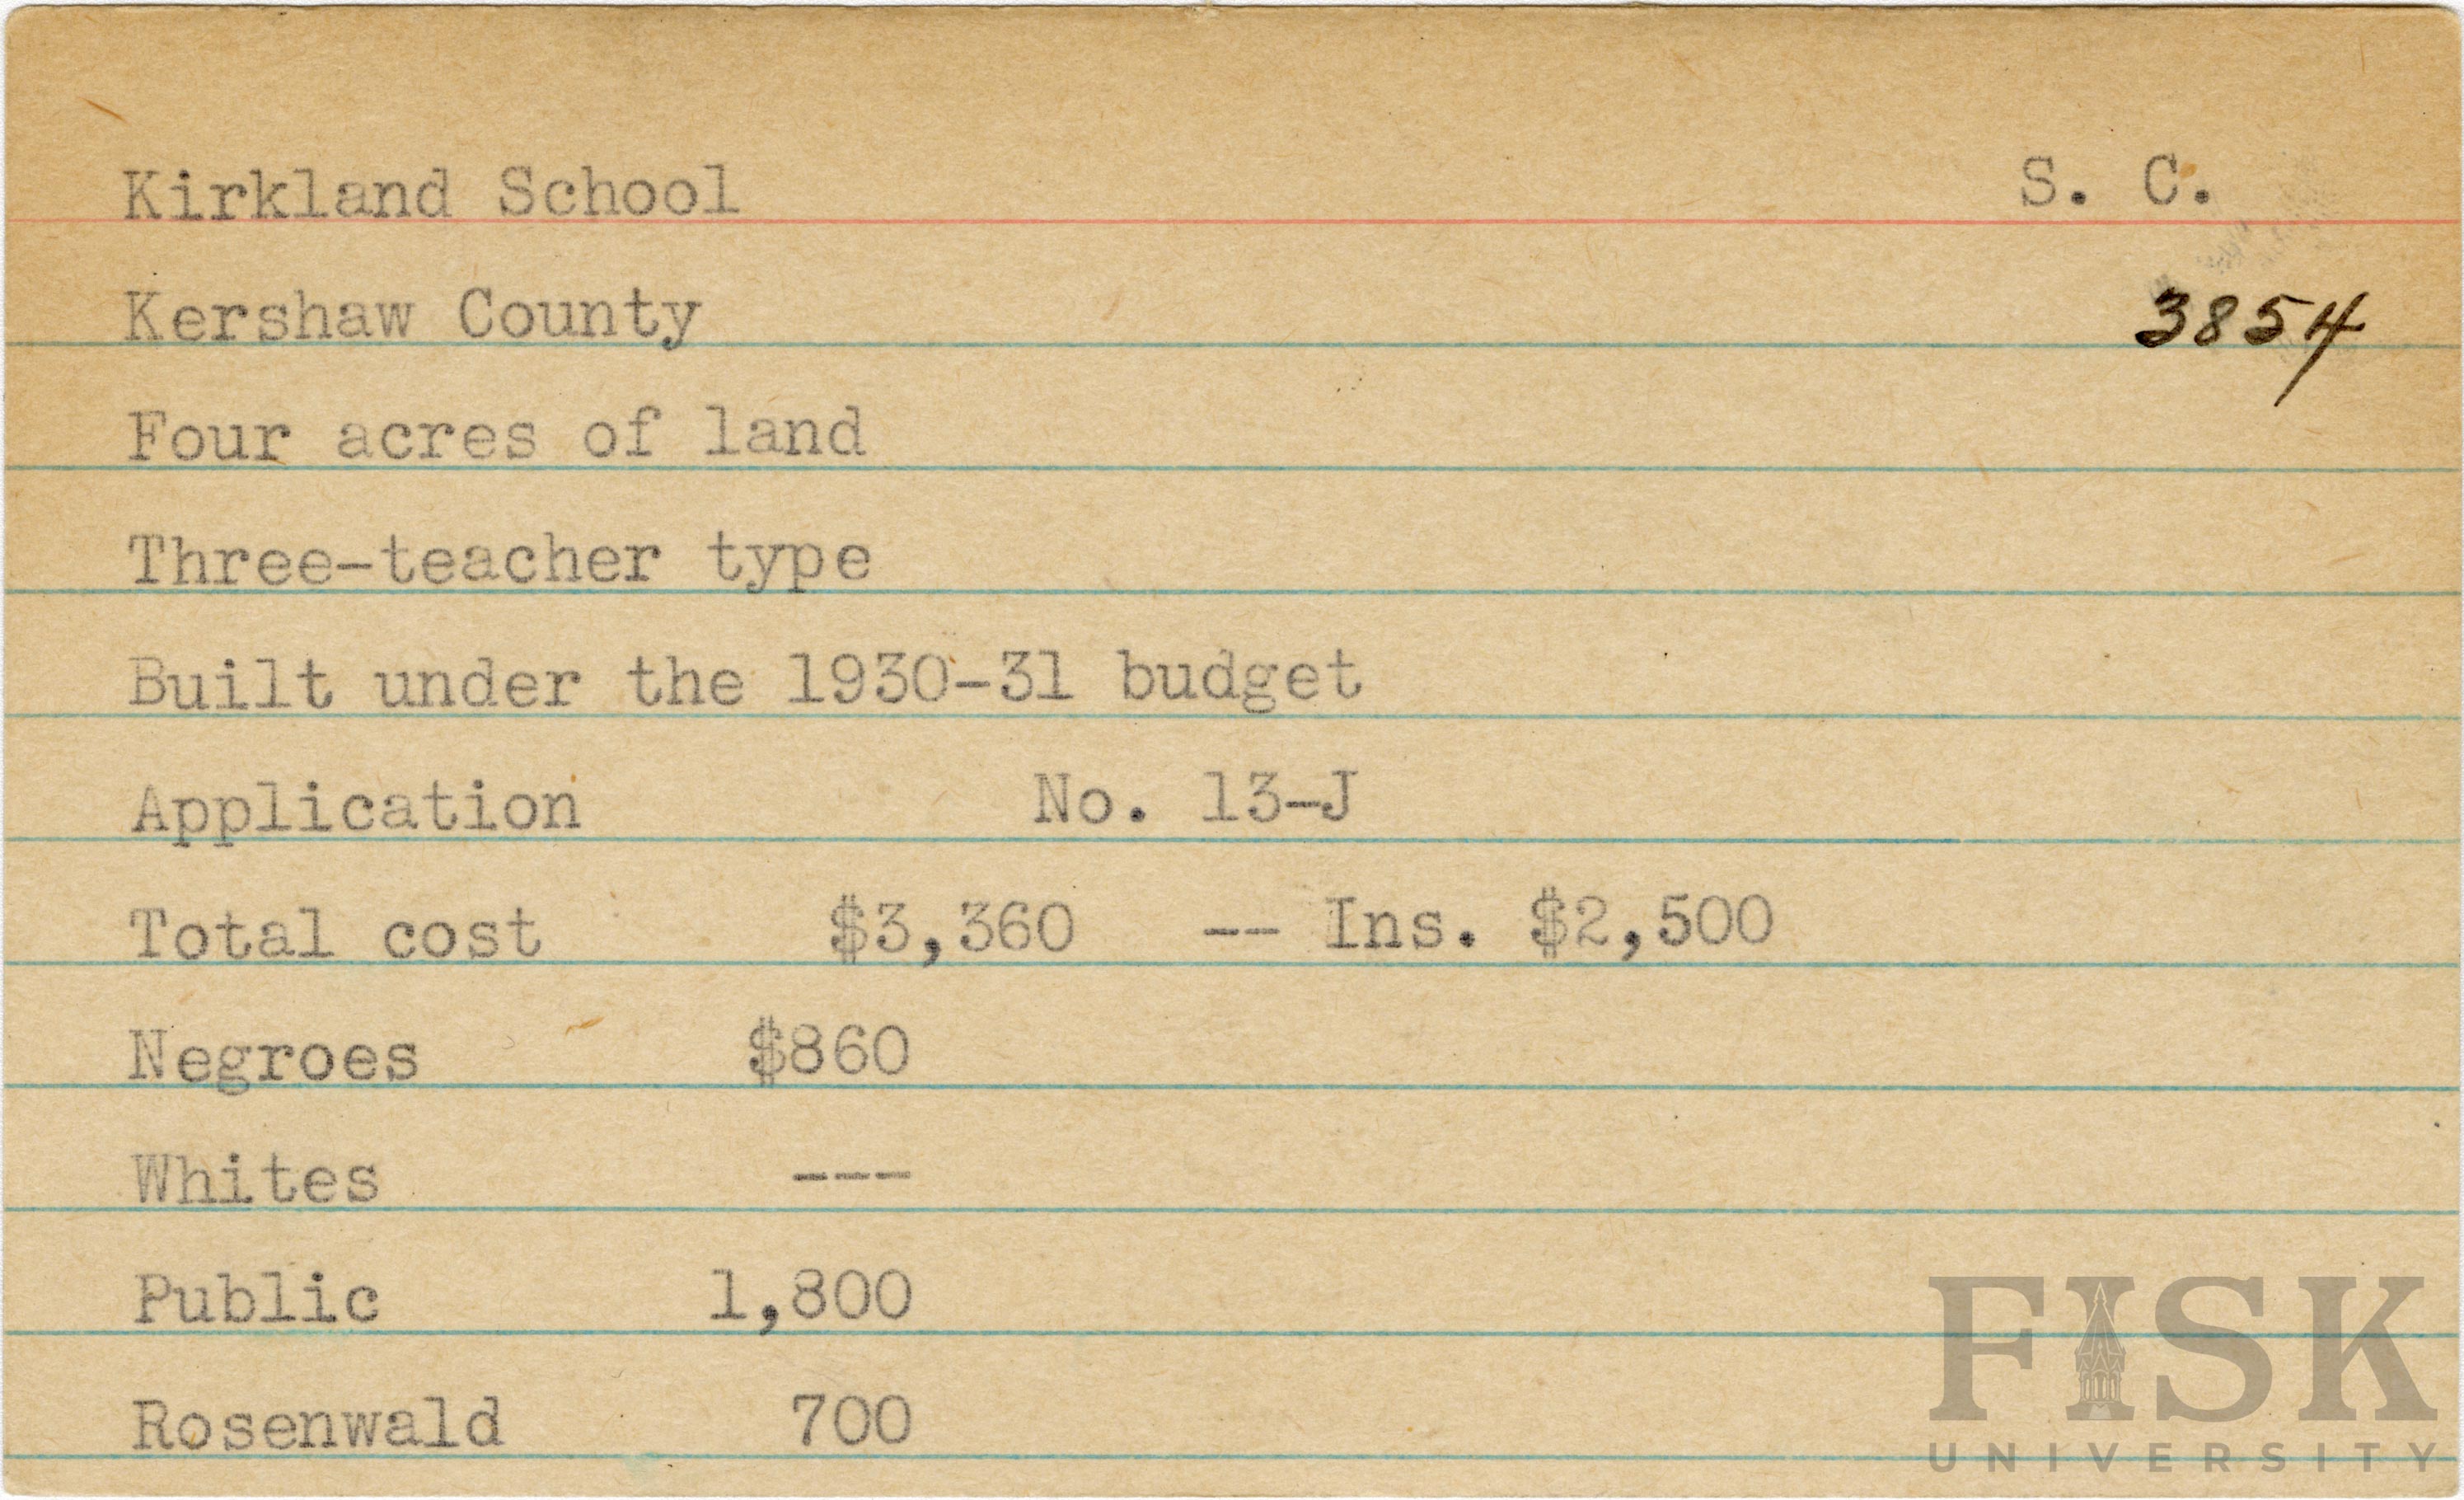 Kirkland School S. C.
Kershaw County 3854
Four acres of land
Three-teacher type
Built under the 1930-31 budget
Application No. 13-J
Total cost $3,360 -- Ins. $2,500
Negroes $860
Whites ---
Public 1,800
Rosenwald 700
FISK
UNIVERSITY